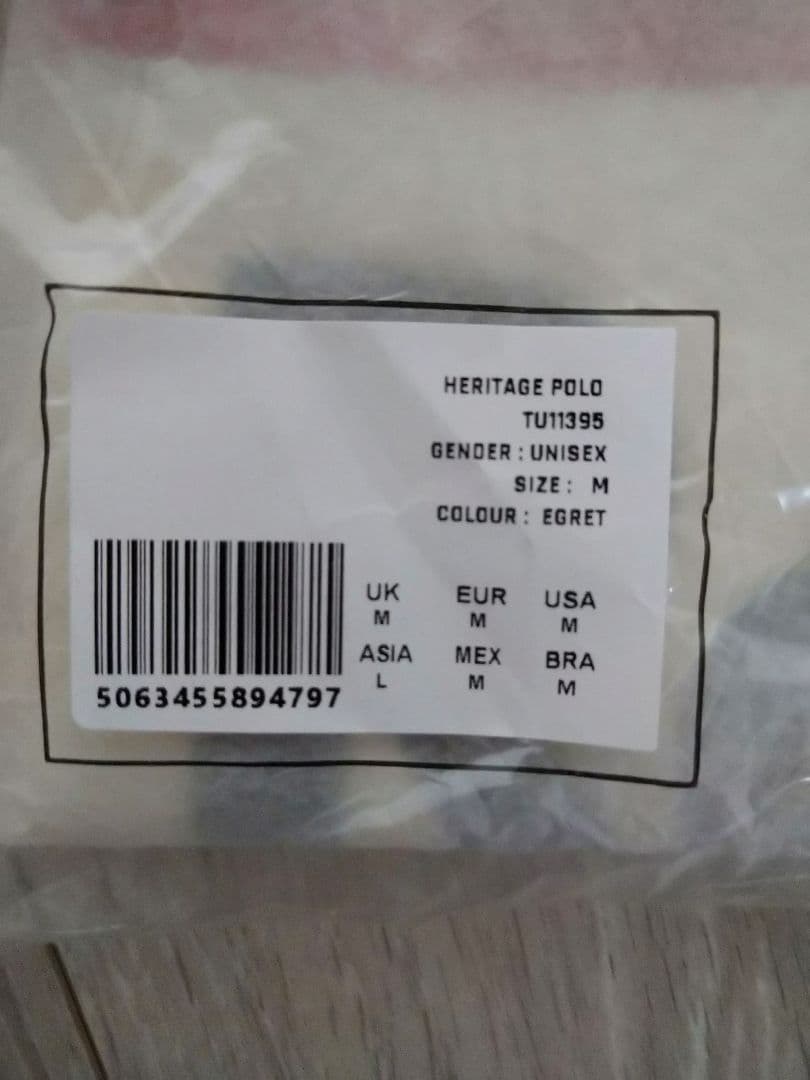 HERITAGE POLO
TU11395
GENDER : UNISEX
SIZE : M
COLOUR : EGRET
UK EUR USA
M M M
ASIA MEX BRA
L M M
5063455894797